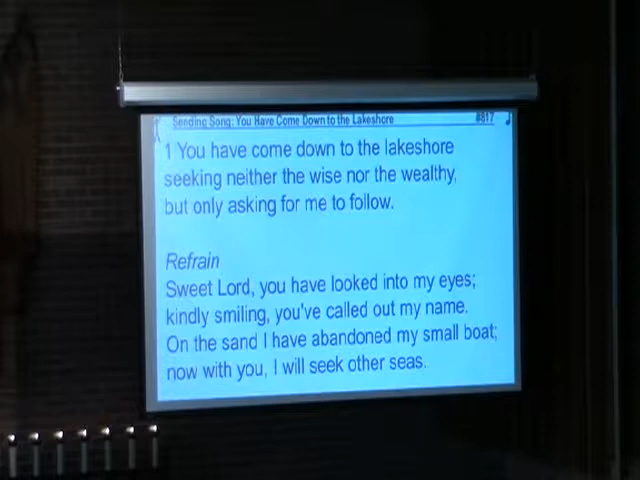 Sending Song: You Have Come Down to the Lakeshore #817
1 You have come down to the lakeshore
seeking neither the wise nor the wealthy,
but only asking for me to follow.
Refrain
Sweet Lord, you have looked into my eyes;
kindly smiling, you've called out my name.
On the sand I have abandoned my small boat;
now with you, I will seek other seas.